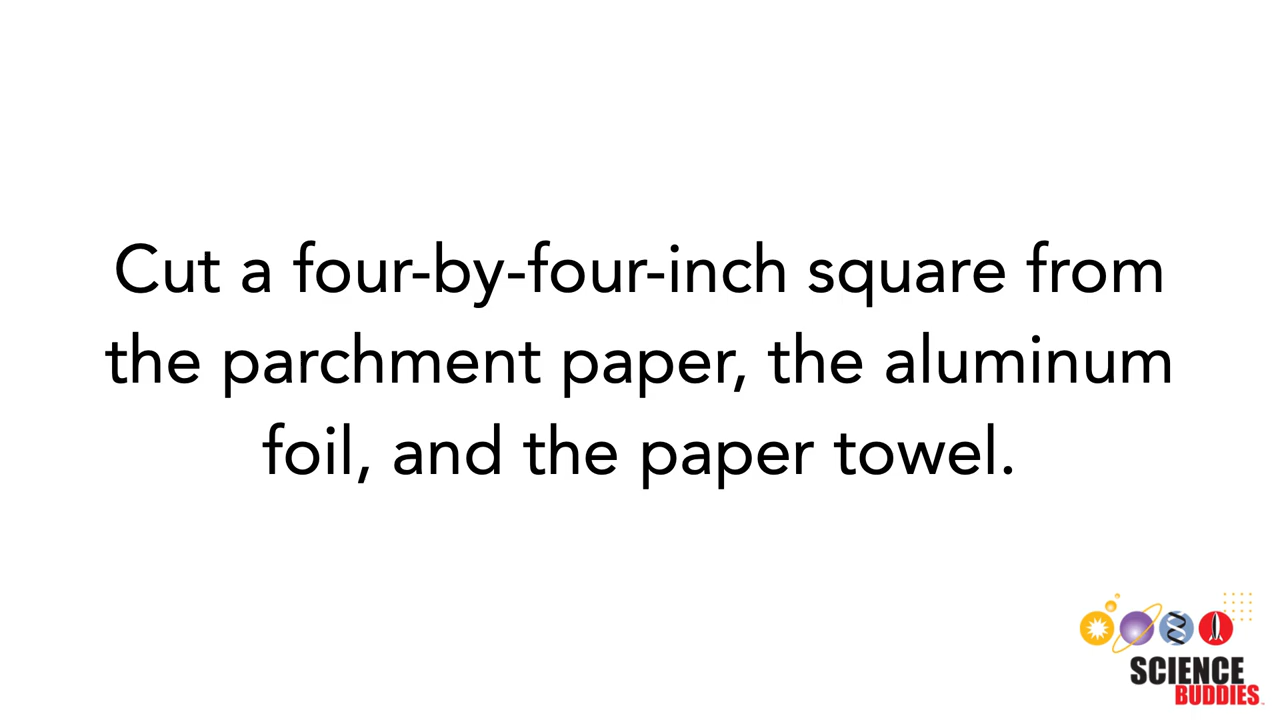 Cut a four-by-four-inch square from
the parchment paper, the aluminum
foil, and the paper towel.
SCIENCE
BUDDIES